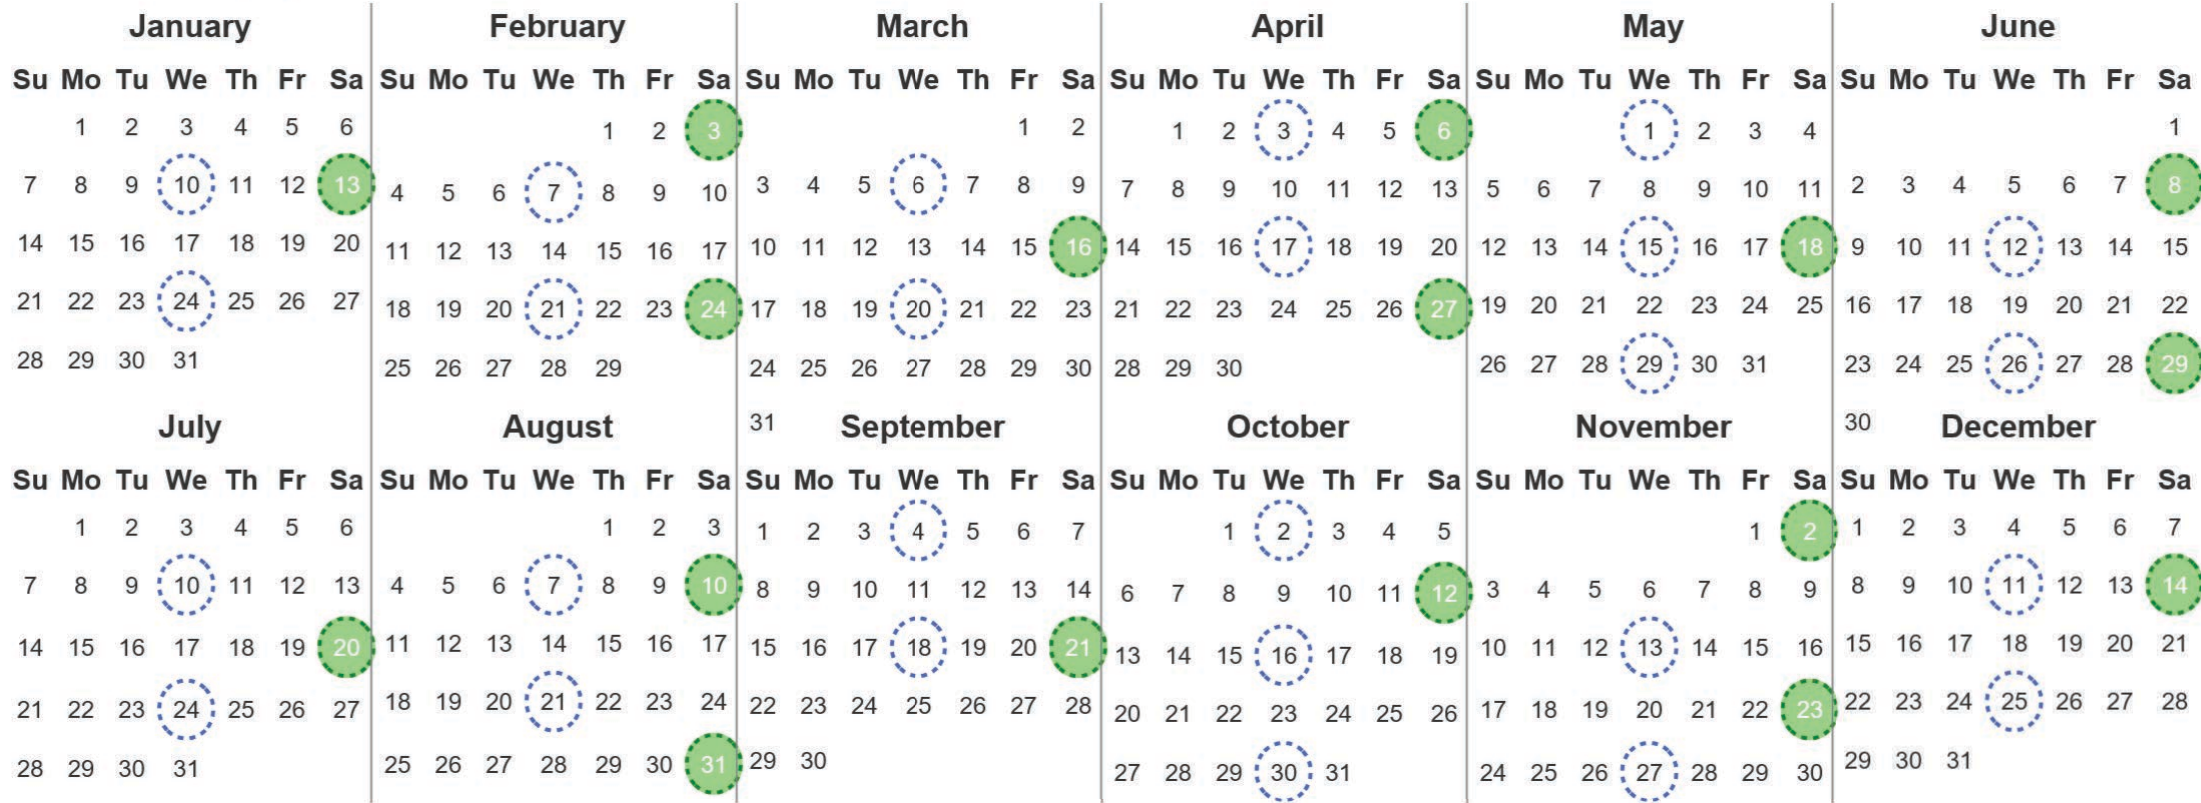 January February March April May June
Su Mo Tu We Th Fr Sa Su Mo Tu We Th Fr Sa Su Mo Tu We Th Fr Sa Su Mo Tu We Th Fr Sa Su Mo Tu We Th Fr Sa Su Mo Tu We Th Fr Sa
1 2 3 4 5 6 1 2 3 1 2 1 2 3 4 5 6 1 2 3 4 1
7 8 9 10 11 12 13 4 5 6 7 8 9 10 3 4 5 6 7 8 9 7 8 9 10 11 12 13 5 6 7 8 9 10 11 2 3 4 5 6 7 8
14 15 16 17 18 19 20 11 12 13 14 15 16 17 10 11 12 13 14 15 16 14 15 16 17 18 19 20 12 13 14 15 16 17 18 9 10 11 12 13 14 15
21 22 23 24 25 26 27 18 19 20 21 22 23 24 17 18 19 20 21 22 23 21 22 23 24 25 26 27 19 20 21 22 23 24 25 16 17 18 19 20 21 22
28 29 30 31 25 26 27 28 29 24 25 26 27 28 29 30 28 29 30 26 27 28 29 30 31 23 24 25 26 27 28 29
31 30
July August September October November December
Su Mo Tu We Th Fr Sa Su Mo Tu We Th Fr Sa Su Mo Tu We Th Fr Sa Su Mo Tu We Th Fr Sa Su Mo Tu We Th Fr Sa Su Mo Tu We Th Fr Sa
1 2 3 4 5 6 1 2 3 1 2 3 4 5 6 7 1 2 3 4 5 1 2 1 2 3 4 5 6 7
7 8 9 10 11 12 13 4 5 6 7 8 9 10 8 9 10 11 12 13 14 6 7 8 9 10 11 12 3 4 5 6 7 8 9 8 9 10 11 12 13 14
14 15 16 17 18 19 20 11 12 13 14 15 16 17 15 16 17 18 19 20 21 13 14 15 16 17 18 19 10 11 12 13 14 15 16 15 16 17 18 19 20 21
21 22 23 24 25 26 27 18 19 20 21 22 23 24 22 23 24 25 26 27 28 20 21 22 23 24 25 26 17 18 19 20 21 22 23 22 23 24 25 26 27 28
28 29 30 31 25 26 27 28 29 30 31 29 30 27 28 29 30 31 24 25 26 27 28 29 30 29 30 31